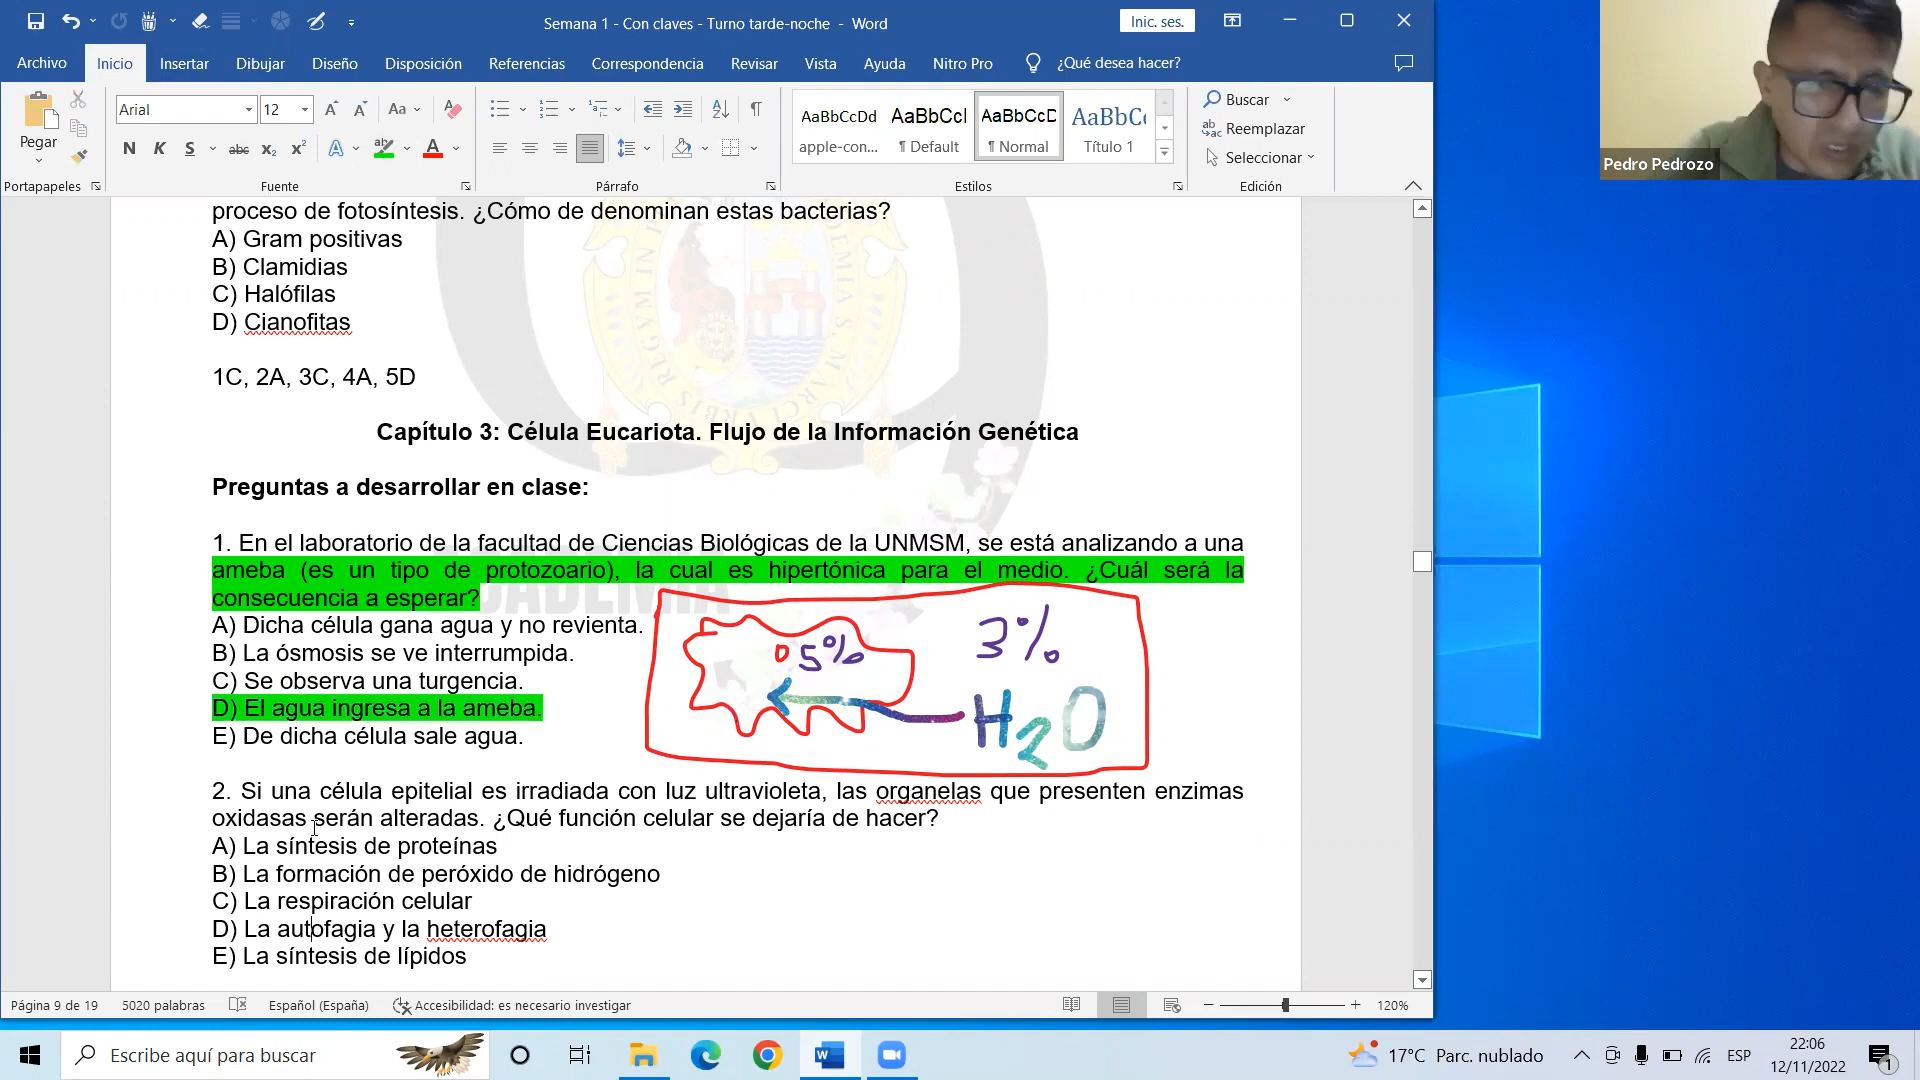 Semana 1 - Con claves - Turno tarde-noche - Word
Inic. ses.
Archivo Inicio Insertar Dibujar Diseño Disposición Referencias Correspondencia Revisar Vista Ayuda Nitro Pro ¿Qué desea hacer?
Pegar
Arial 12
Aa
N K S abc x₂ x² A ab A
AaBbCcDd AaBbCcI AaBbCcD AaBbCc
apple-con... ¶ Default ¶ Normal Título 1
Buscar
Reemplazar
Seleccionar
Portapapeles Fuente Párrafo Estilos Edición
Pedro Pedrozo
proceso de fotosíntesis. ¿Cómo de denominan estas bacterias?
A) Gram positivas
B) Clamidias
C) Halófilas
D) Cianofitas
1C, 2A, 3C, 4A, 5D
Capítulo 3: Célula Eucariota. Flujo de la Información Genética
Preguntas a desarrollar en clase:
1. En el laboratorio de la facultad de Ciencias Biológicas de la UNMSM, se está analizando a una
ameba (es un tipo de protozoario), la cual es hipertónica para el medio. ¿Cuál será la
consecuencia a esperar?
A) Dicha célula gana agua y no revienta.
B) La ósmosis se ve interrumpida.
C) Se observa una turgencia.
D) El agua ingresa a la ameba.
E) De dicha célula sale agua.
5%
3%
H2O
2. Si una célula epitelial es irradiada con luz ultravioleta, las organelas que presenten enzimas
oxidasas serán alteradas. ¿Qué función celular se dejaría de hacer?
A) La síntesis de proteínas
B) La formación de peróxido de hidrógeno
C) La respiración celular
D) La autofagia y la heterofagia
E) La síntesis de lípidos
ACADEMIA
Página 9 de 19 5020 palabras Español (España) Accesibilidad: es necesario investigar 120%
Escribe aquí para buscar
17°C Parc. nublado
ESP
22:06
12/11/2022
1